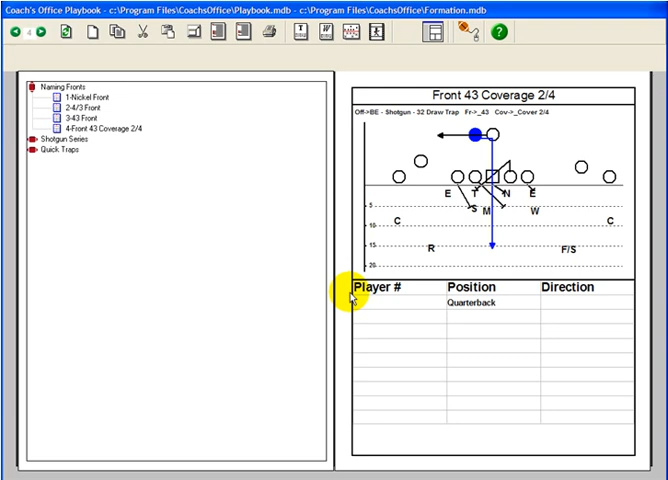 Coach's Office Playbook - c:\Program Files\CoachsOffice\Playbook.mdb - c:\Program Files\CoachsOffice\Formation.mdb
4
T
W
?
Naming Fronts
1-Nickel Front
2-4/3 Front
3-43 Front
4-Front 43 Coverage 2/4
Shotgun Series
Quick Traps
Front 43 Coverage 2/4
Off->BE - Shotgun - 32 Draw Trap Fr->_43 Cov->_Cover 2/4
E T N E
5 S M W
C C
10
R F/S
15
20
Player # Position Direction
Quarterback